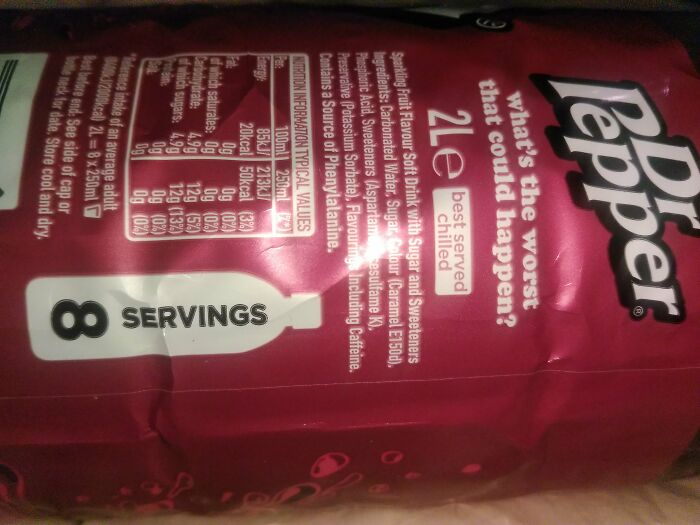 Dr
Pepper®
what's the worst
that could happen?
2Le
best served
chilled
Sparkling Fruit Flavour Soft Drink with Sugar and Sweeteners
Ingredients: Carbonated Water, Sugar, Colour (Caramel E150d),
Phosphoric Acid, Sweeteners (Aspartame, Acesulfame K),
Preservative (Potassium Sorbate), Flavourings Including Caffeine.
Contains a Source of Phenylalanine.
NUTRITION INFORMATION TYPICAL VALUES
Per: 100ml 250ml (%*)
Energy: 85kJ/ 213kJ/
20kcal 50kcal (3%)
Fat: 0g 0g (0%)
of which saturates: 0g 0g (0%)
Carbohydrate: 4.9g 12g (5%)
of which sugars: 4.9g 12g (13%)
Protein: 0g 0g (0%)
Salt: 0g 0g (0%)
*Reference intake of an average adult
(8400kJ/2000kcal) 2L = 8 x 250ml
Best before end: See side of cap or
bottle neck for date. Store cool and dry.
8 SERVINGS